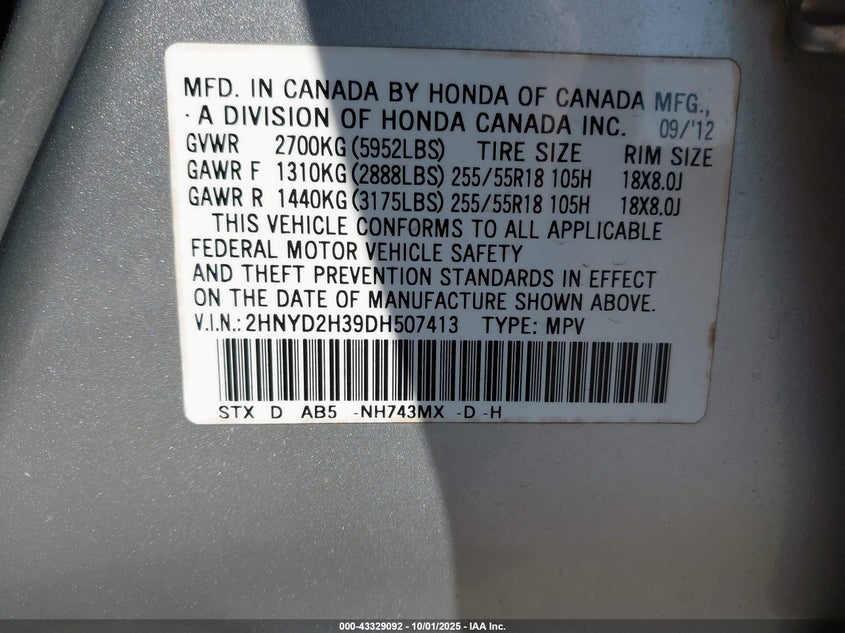 MFD. IN CANADA BY HONDA OF CANADA MFG.,
· A DIVISION OF HONDA CANADA INC. 09/'12
GVWR 2700KG (5952LBS) TIRE SIZE RIM SIZE
GAWR F 1310KG (2888LBS) 255/55R18 105H 18X8.0J
GAWR R 1440KG (3175LBS) 255/55R18 105H 18X8.0J
THIS VEHICLE CONFORMS TO ALL APPLICABLE
FEDERAL MOTOR VEHICLE SAFETY
AND THEFT PREVENTION STANDARDS IN EFFECT
ON THE DATE OF MANUFACTURE SHOWN ABOVE.
V.I.N.: 2HNYD2H39DH507413 TYPE: MPV
STX D AB5 -NH743MX -D -H
000-43329092 - 10/01/2025 - IAA Inc.